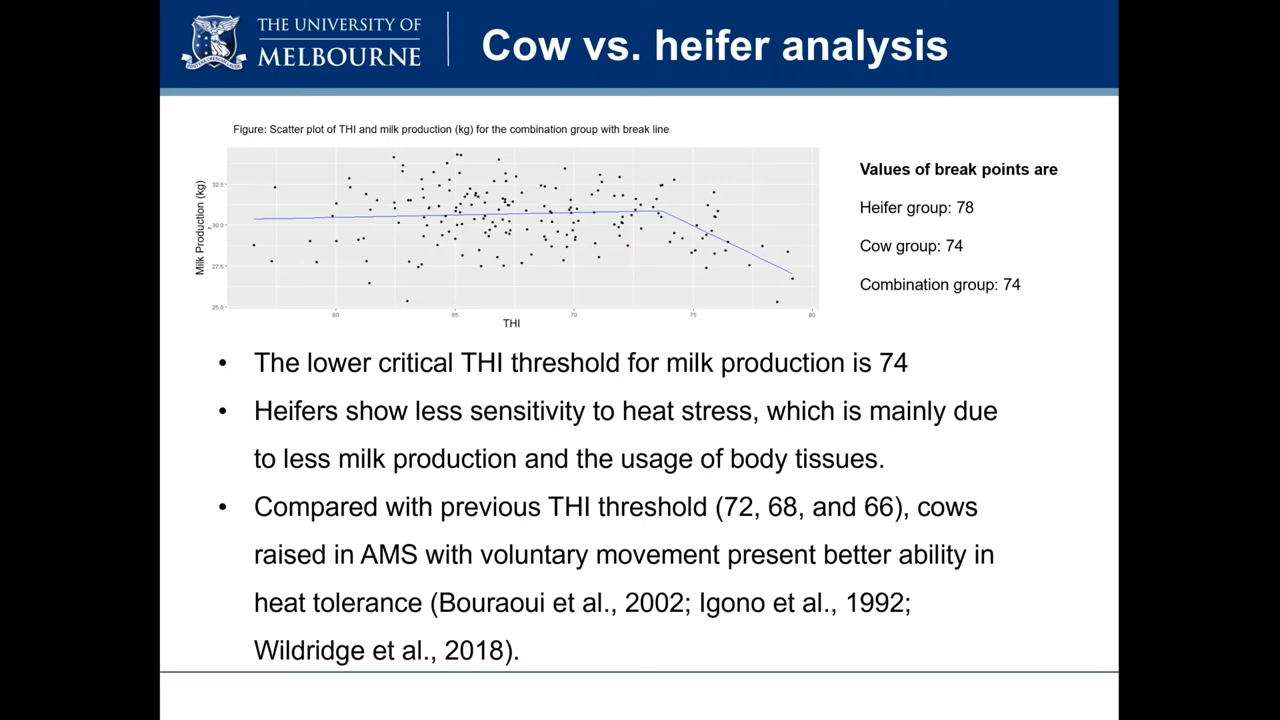 THE UNIVERSITY OF
MELBOURNE
Cow vs. heifer analysis
Figure: Scatter plot of THI and milk production (kg) for the combination group with break line
Milk Production (kg)
32.5
30.0
27.5
25.0
60
65
70
75
80
THI
Values of break points are
Heifer group: 78
Cow group: 74
Combination group: 74
• The lower critical THI threshold for milk production is 74
• Heifers show less sensitivity to heat stress, which is mainly due
to less milk production and the usage of body tissues.
• Compared with previous THI threshold (72, 68, and 66), cows
raised in AMS with voluntary movement present better ability in
heat tolerance (Bouraoui et al., 2002; Igono et al., 1992;
Wildridge et al., 2018).